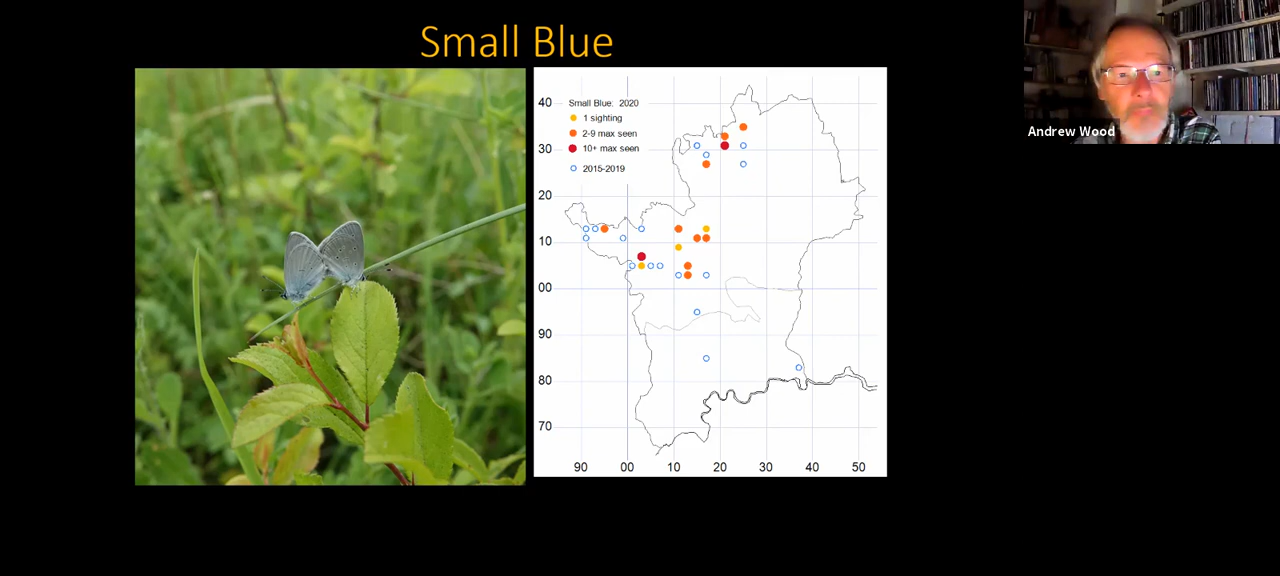 Small Blue
Andrew Wood
Small Blue: 2020
1 sighting
2-9 max seen
10+ max seen
2015-2019
40
30
20
10
00
90
80
70
90 00 10 20 30 40 50